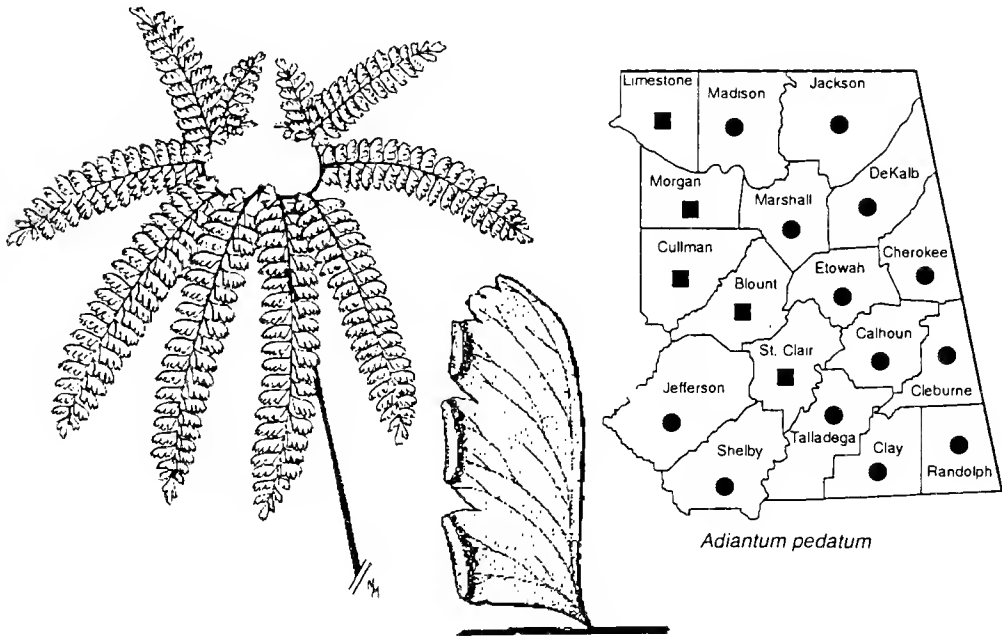 Limestone
Madison
Jackson
Morgan
Marshall
DeKalb
Cullman
Blount
Etowah
Cherokee
St. Clair
Calhoun
Jefferson
Cleburne
Shelby
Talladega
Clay
Randolph
Adiantum pedatum